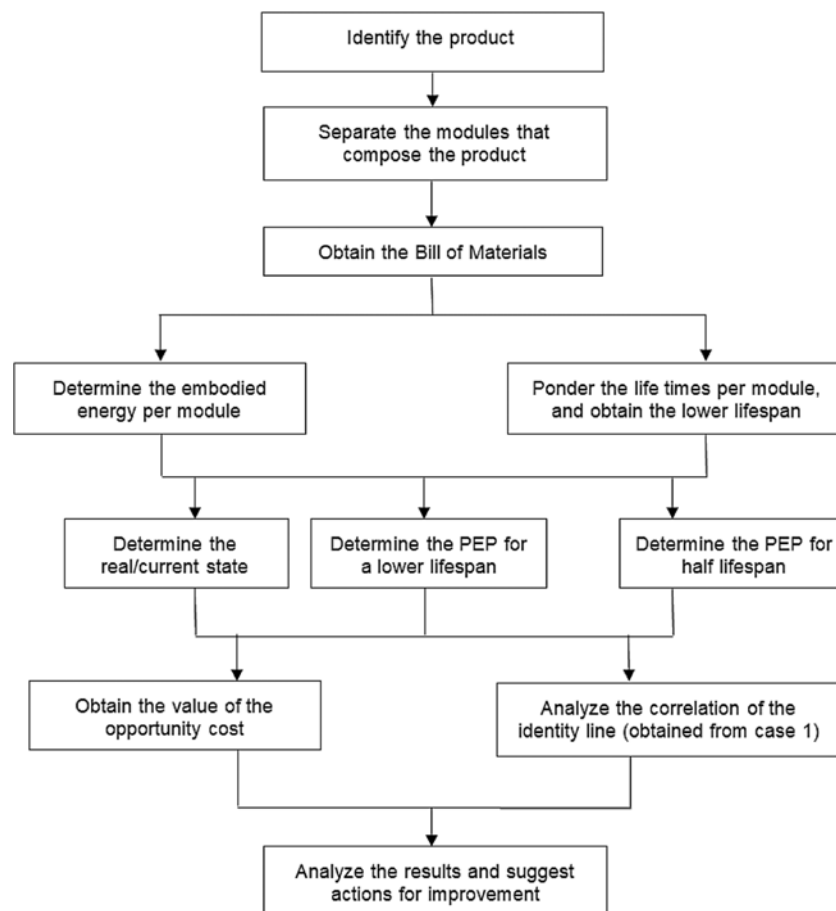 Identify the product
Separate the modules that
compose the product
Obtain the Bill of Materials
Determine the embodied
energy per module
Ponder the life times per module,
and obtain the lower lifespan
Determine the
real/current state
Determine the PEP for
a lower lifespan
Determine the PEP for
half lifespan
Obtain the value of the
opportunity cost
Analyze the correlation of the
identity line (obtained from case 1)
Analyze the results and suggest
actions for improvement